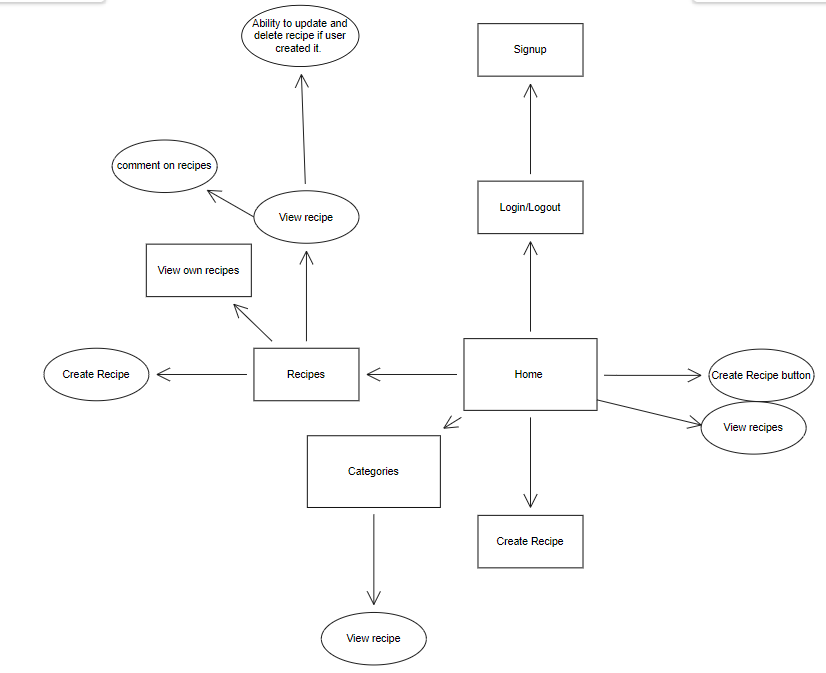 Ability to update and
delete recipe if user
created it.
Signup
comment on recipes
Login/Logout
View recipe
View own recipes
Create Recipe
Recipes
Home
Create Recipe button
View recipes
Categories
Create Recipe
View recipe